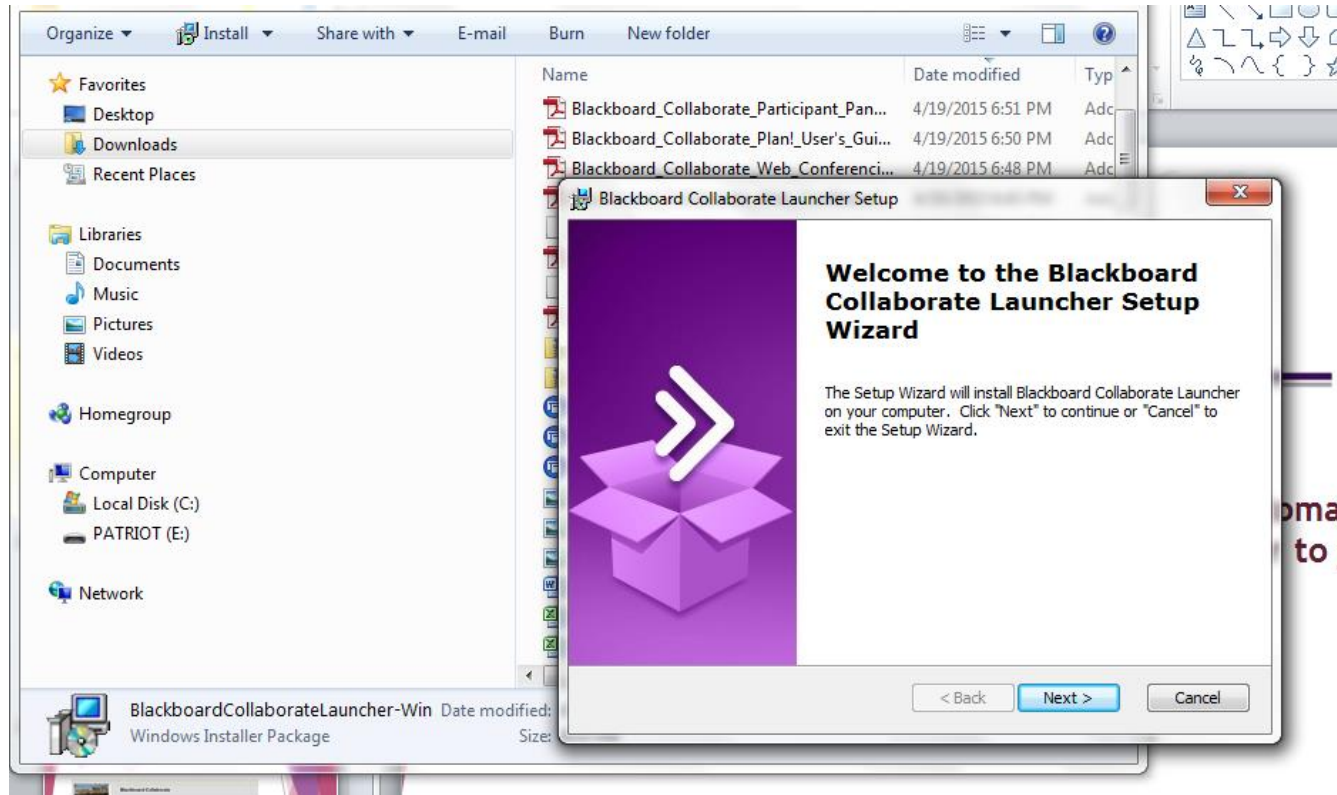 Organize Install Share with E-mail Burn New folder
Favorites
Desktop
Downloads
Recent Places
Libraries
Documents
Music
Pictures
Videos
Homegroup
Computer
Local Disk (C:)
PATRIOT (E:)
Network
Name Date modified Typ
Blackboard_Collaborate_Participant_Pan... 4/19/2015 6:51 PM Adc
Blackboard_Collaborate_Plan!_User's_Gui... 4/19/2015 6:50 PM Adc
Blackboard_Collaborate_Web_Conferenci... 4/19/2015 6:48 PM Adc
Blackboard Collaborate Launcher Setup
Welcome to the Blackboard
Collaborate Launcher Setup
Wizard
The Setup Wizard will install Blackboard Collaborate Launcher
on your computer. Click "Next" to continue or "Cancel" to
exit the Setup Wizard.
< Back Next > Cancel
BlackboardCollaborateLauncher-Win Date modified:
Windows Installer Package Size:
oma
to